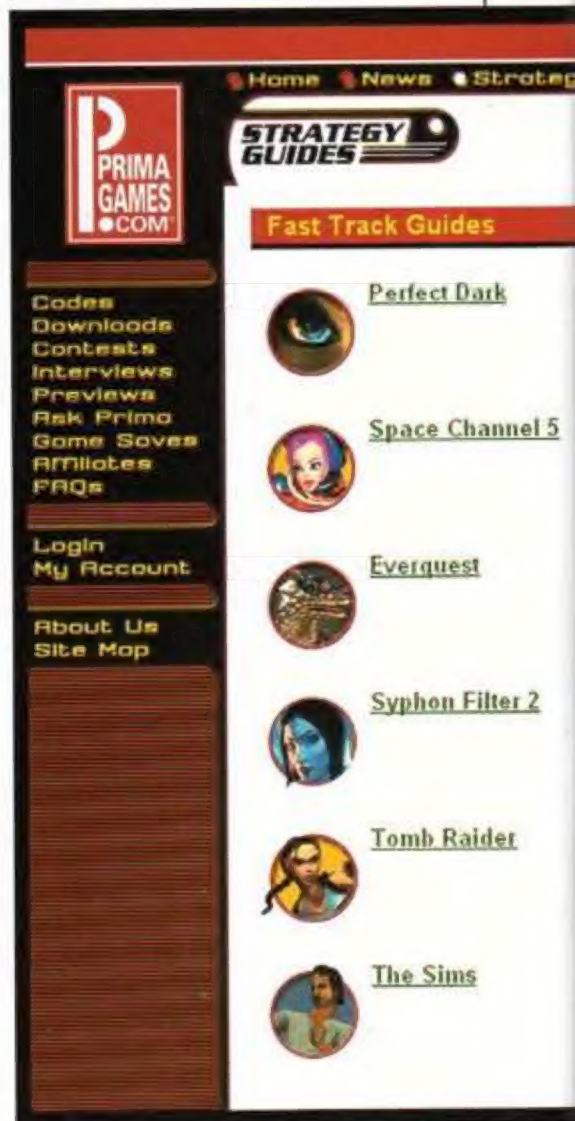 Home News Strateg
PRIMA
GAMES
.COM
STRATEGY
GUIDES
Fast Track Guides
Codes
Downloads
Contests
Interviews
Previews
Ask Prima
Game Saves
Affiliates
FAQs
Login
My Account
About Us
Site Map
Perfect Dark
Space Channel 5
Everquest
Syphon Filter 2
Tomb Raider
The Sims